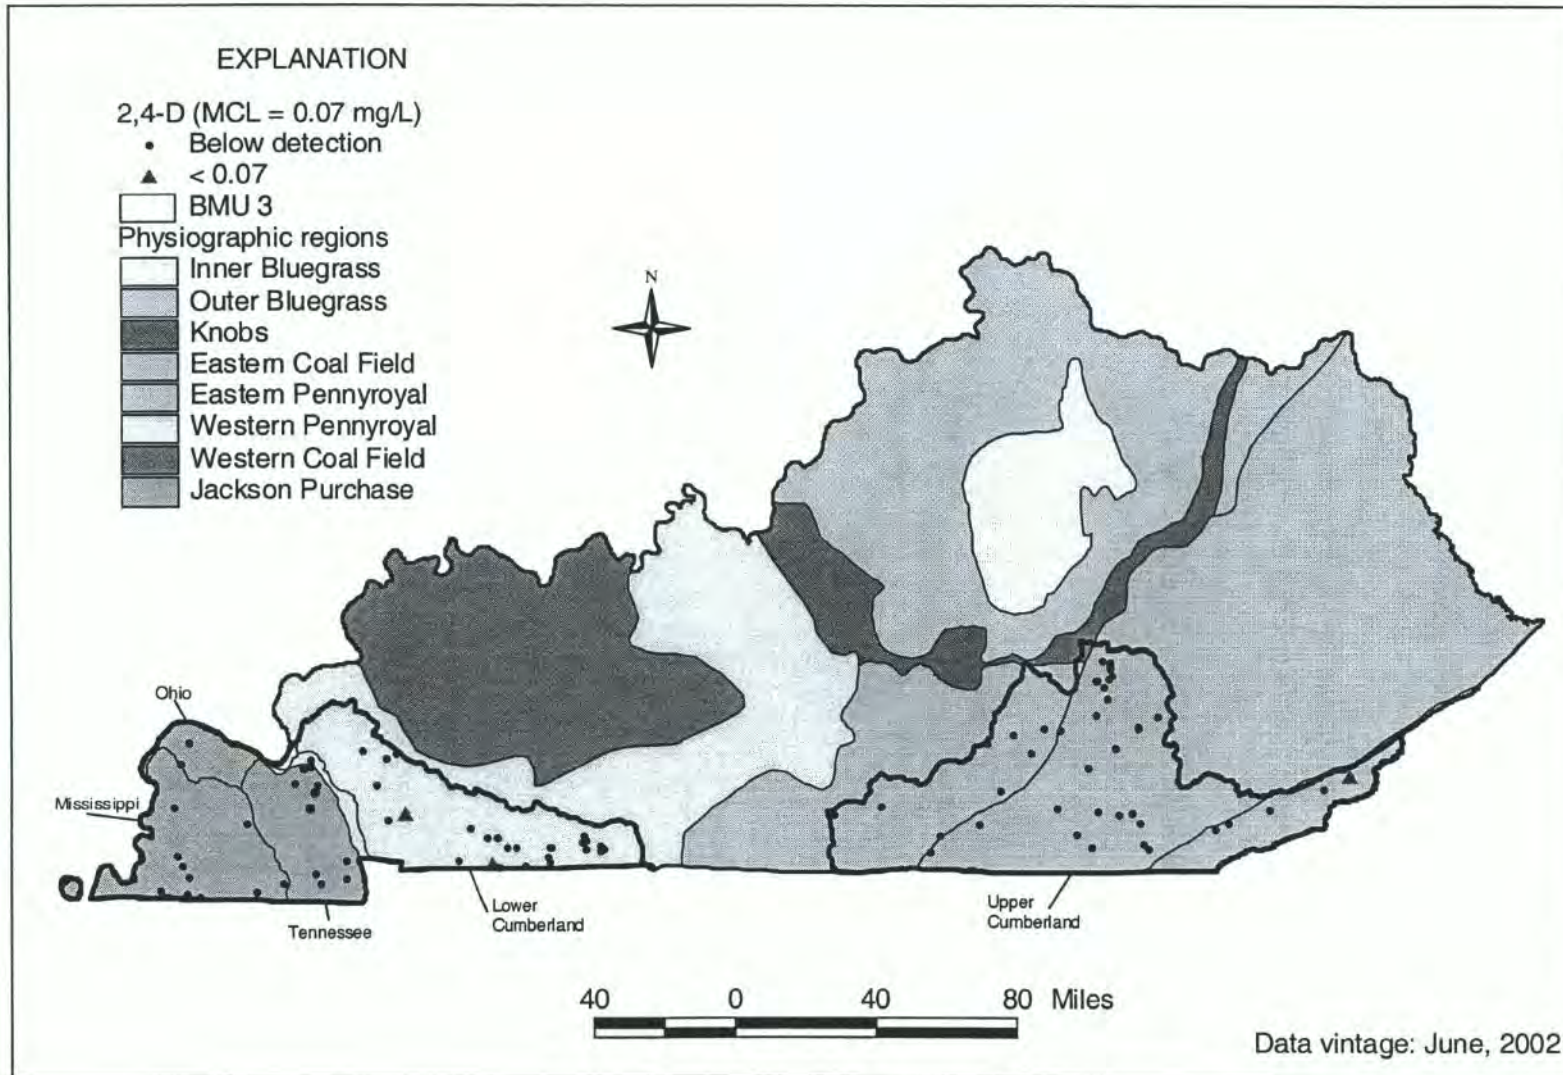 EXPLANATION
2,4-D (MCL = 0.07 mg/L)
Below detection
< 0.07
BMU 3
Physiographic regions
Inner Bluegrass
Outer Bluegrass
Knobs
Eastern Coal Field
Eastern Pennyroyal
Western Pennyroyal
Western Coal Field
Jackson Purchase
N
Ohio
Mississippi
Tennessee
Lower
Cumberland
Upper
Cumberland
40 0 40 80 Miles
Data vintage: June, 2002